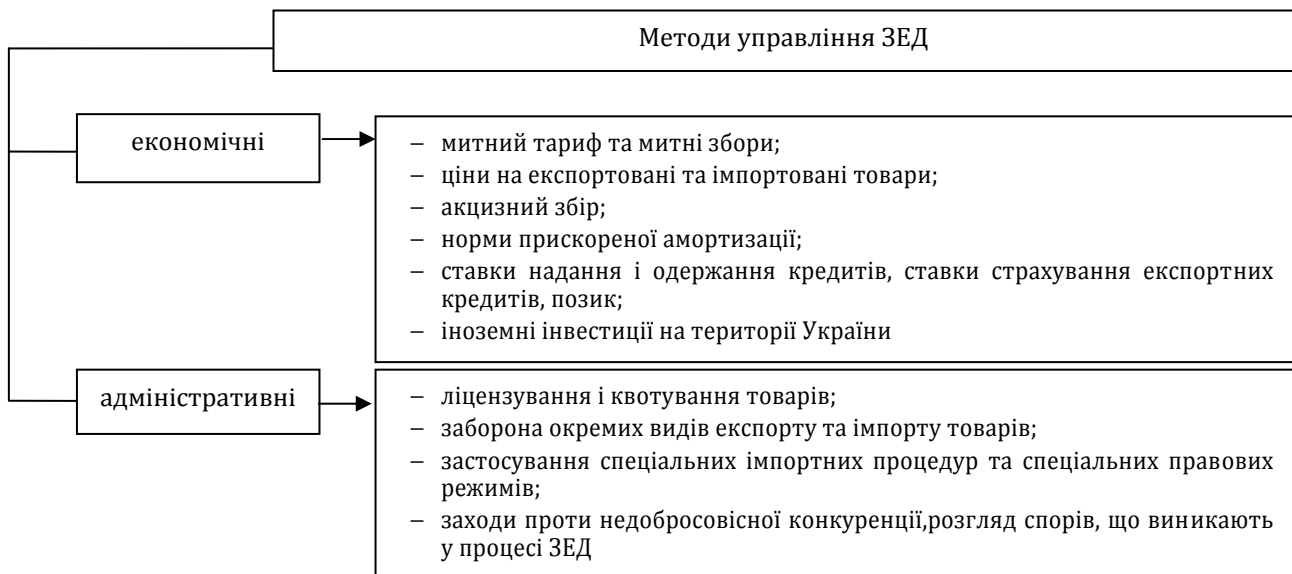 Методи управління ЗЕД
економічні
– митний тариф та митні збори;
– ціни на експортовані та імпортовані товари;
– акцизний збір;
– норми прискореної амортизації;
– ставки надання і одержання кредитів, ставки страхування експортних
кредитів, позик;
– іноземні інвестиції на території України
адміністративні
– ліцензування і квотування товарів;
– заборона окремих видів експорту та імпорту товарів;
– застосування спеціальних імпортних процедур та спеціальних правових
режимів;
– заходи проти недобросовісної конкуренції,розгляд спорів, що виникають
у процесі ЗЕД